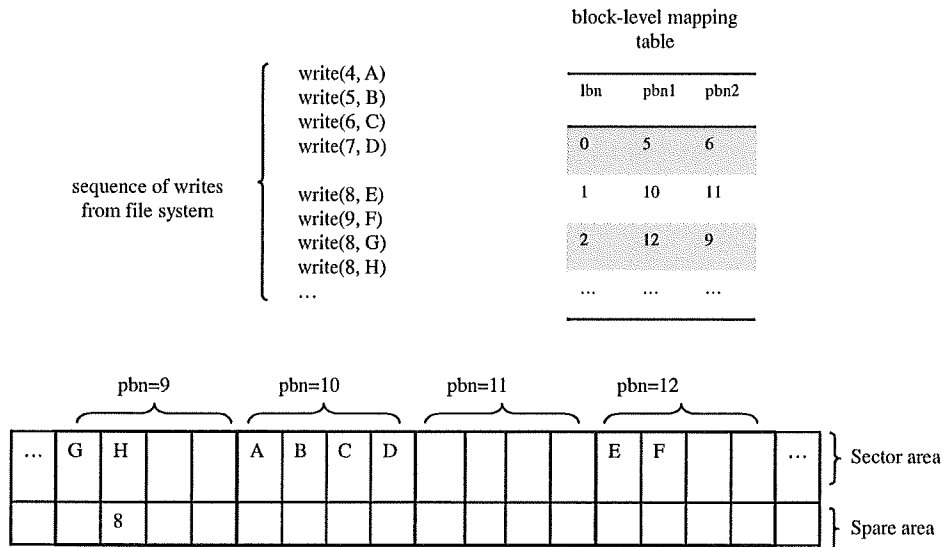 block-level mapping
table
write(4, A)
write(5, B)
write(6, C)
write(7, D)
write(8, E)
write(9, F)
write(8, G)
write(8, H)
...
sequence of writes
from file system
lbn pbn1 pbn2
0 5 6
1 10 11
2 12 9
... ... ...
pbn=9 pbn=10 pbn=11 pbn=12
... G H A B C D E F ... Sector area
8 Spare area